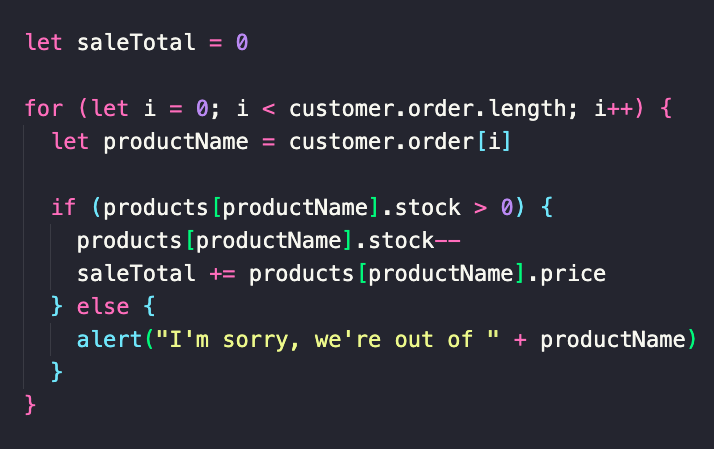 let saleTotal = 0
for (let i = 0; i < customer.order.length; i++) {
let productName = customer.order[i]
if (products[productName].stock > 0) {
products[productName].stock--
saleTotal += products[productName].price
} else {
alert("I'm sorry, we're out of " + productName)
}
}